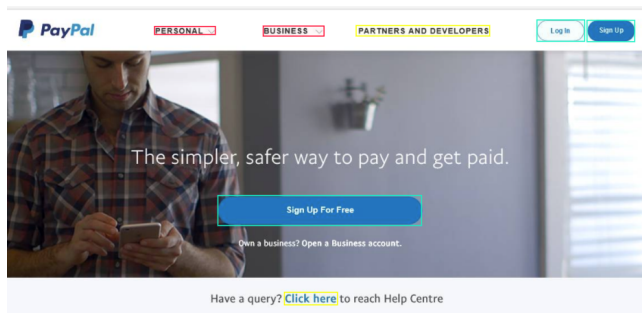 PayPal
PERSONAL
BUSINESS
PARTNERS AND DEVELOPERS
Log In
Sign Up
The simpler, safer way to pay and get paid.
Sign Up For Free
Own a business? Open a Business account.
Have a query? Click here to reach Help Centre